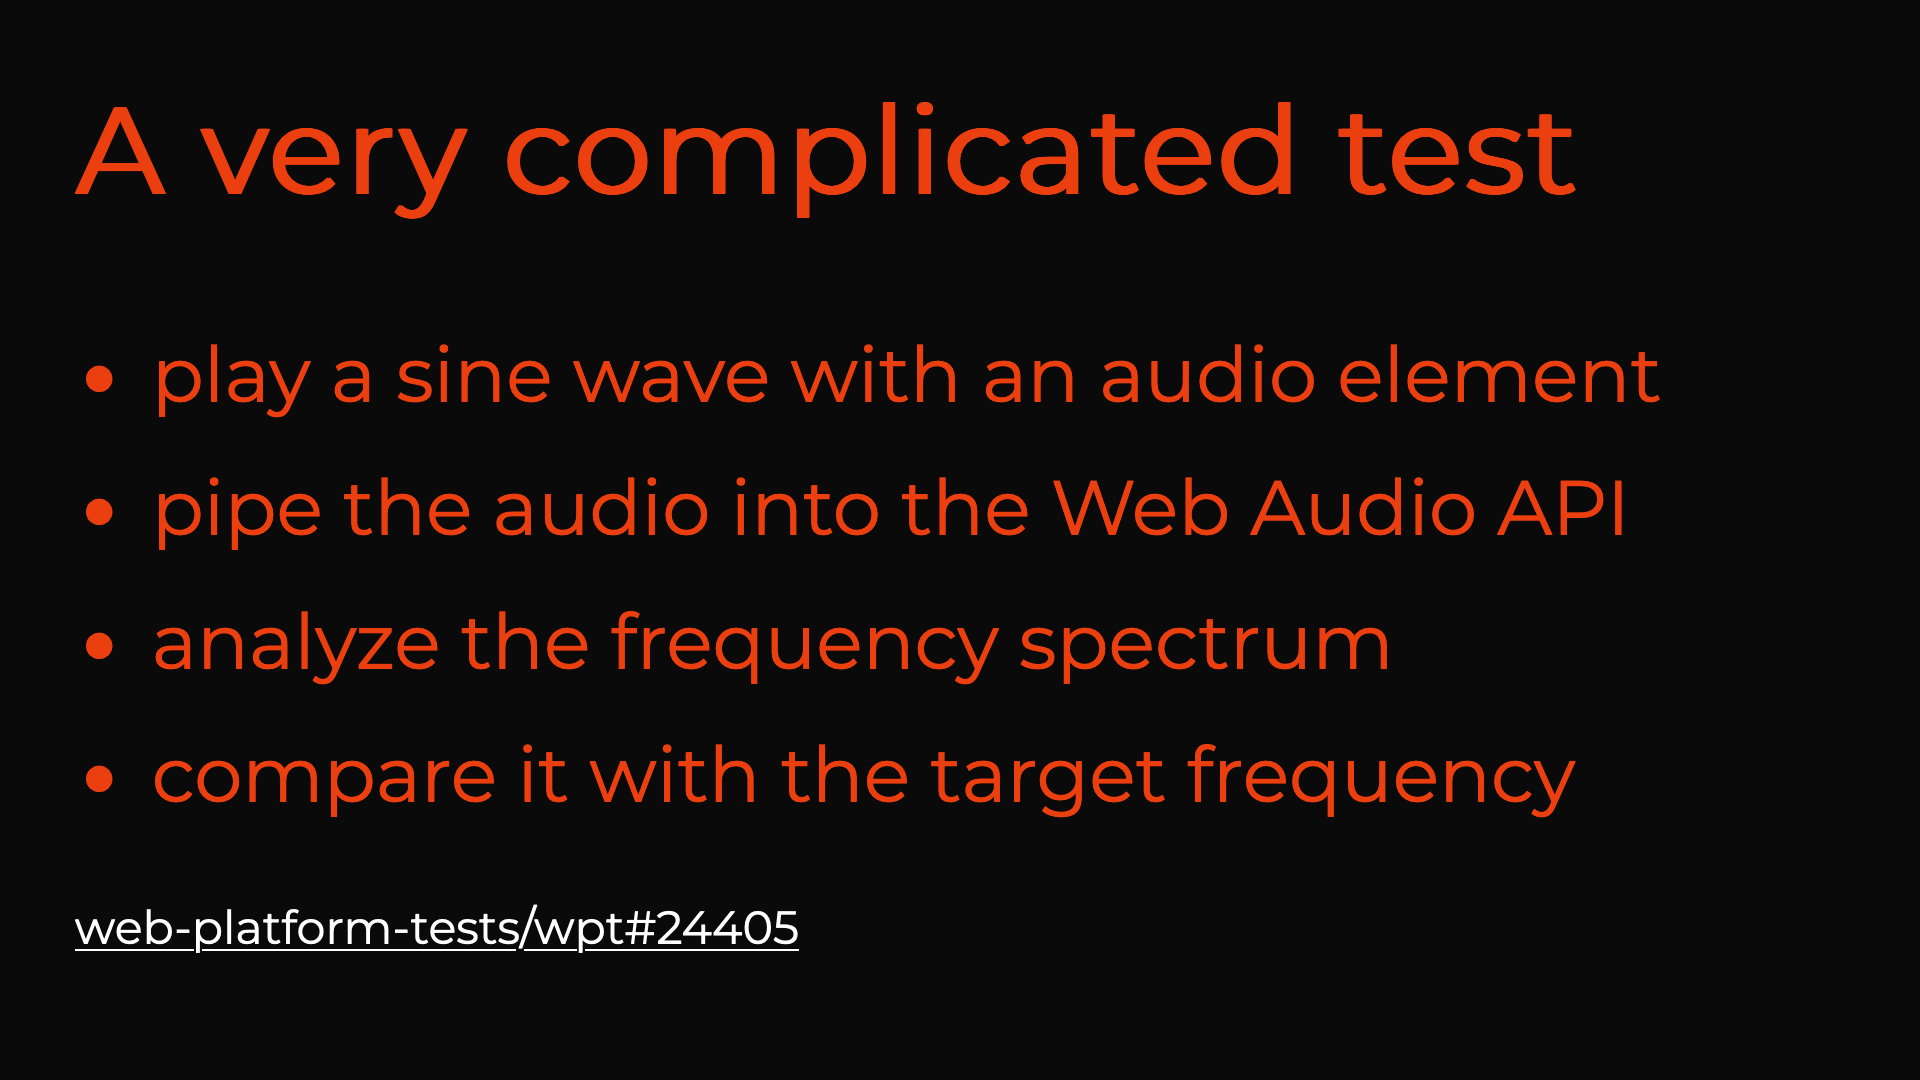 A very complicated test
• play a sine wave with an audio element
• pipe the audio into the Web Audio API
• analyze the frequency spectrum
• compare it with the target frequency
web-platform-tests/wpt#24405